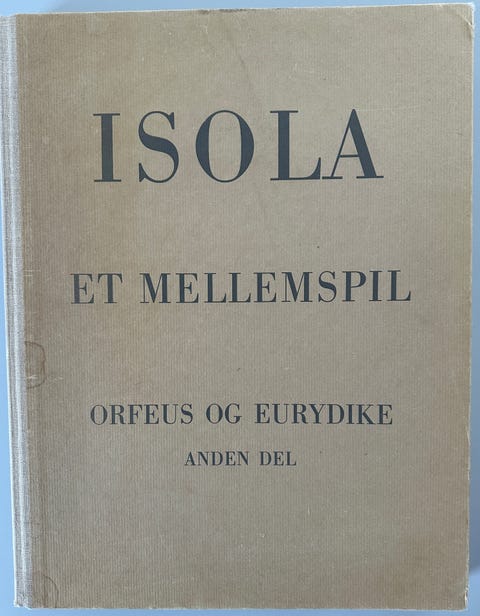 ISOLA
ET MELLEMSPIL
ORFEUS OG EURYDIKE
ANDEN DEL